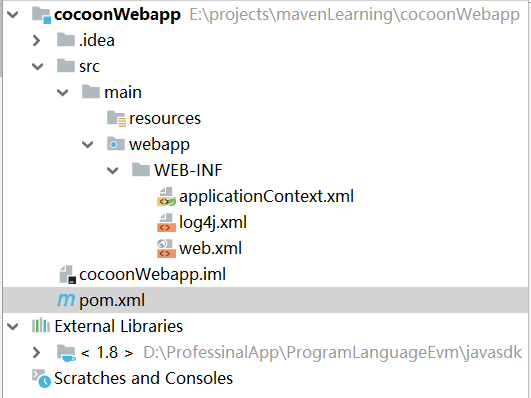 cocoonWebapp E:\projects\mavenLearning\cocoonWebapp
.idea
src
main
resources
webapp
WEB-INF
applicationContext.xml
log4j.xml
web.xml
cocoonWebapp.iml
pom.xml
External Libraries
< 1.8 > D:\ProfessinalApp\ProgramLanguageEvm\javasdk
Scratches and Consoles